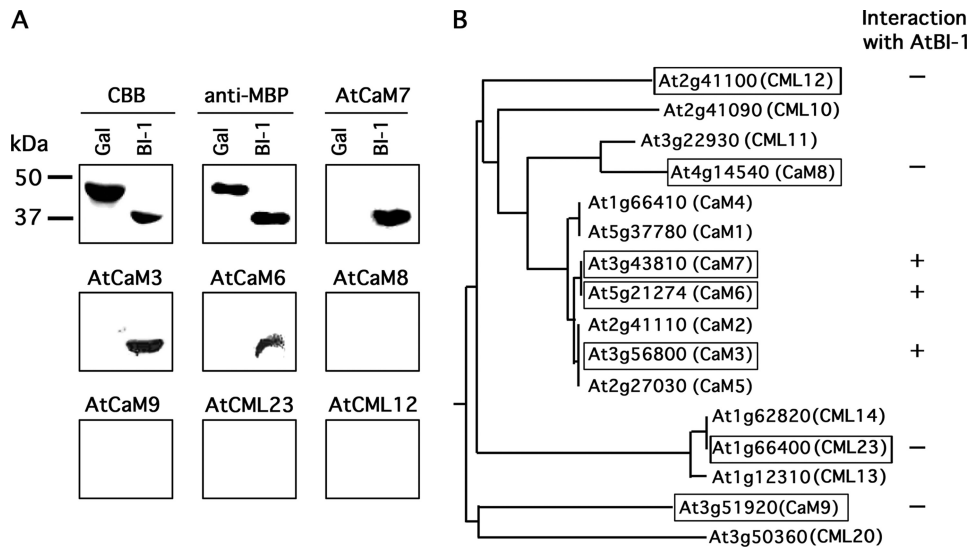 A
CBB anti-MBP AtCaM7
Gal BI-1 Gal BI-1 Gal BI-1
kDa
50
37
AtCaM3 AtCaM6 AtCaM8
AtCaM9 AtCML23 AtCML12
B
Interaction
with AtBI-1
At2g41100 (CML12) −
At2g41090 (CML10)
At3g22930 (CML11)
At4g14540 (CaM8) −
At1g66410 (CaM4)
At5g37780 (CaM1)
At3g43810 (CaM7) +
At5g21274 (CaM6) +
At2g41110 (CaM2)
At3g56800 (CaM3) +
At2g27030 (CaM5)
At1g62820 (CML14)
At1g66400 (CML23) −
At1g12310 (CML13)
At3g51920(CaM9) −
At3g50360 (CML20)